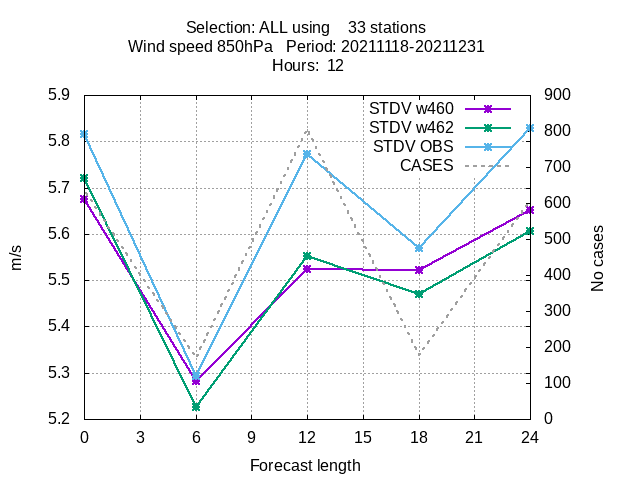 Selection: ALL using    33 stations
Wind speed 850hPa   Period: 20211118-20211231
Hours:  12
STDV w460
STDV w462
STDV OBS
CASES
5.9
5.8
5.7
5.6
5.5
5.4
5.3
5.2
m/s
900
800
700
600
500
400
300
200
100
0
No cases
0 3 6 9 12 15 18 21 24
Forecast length